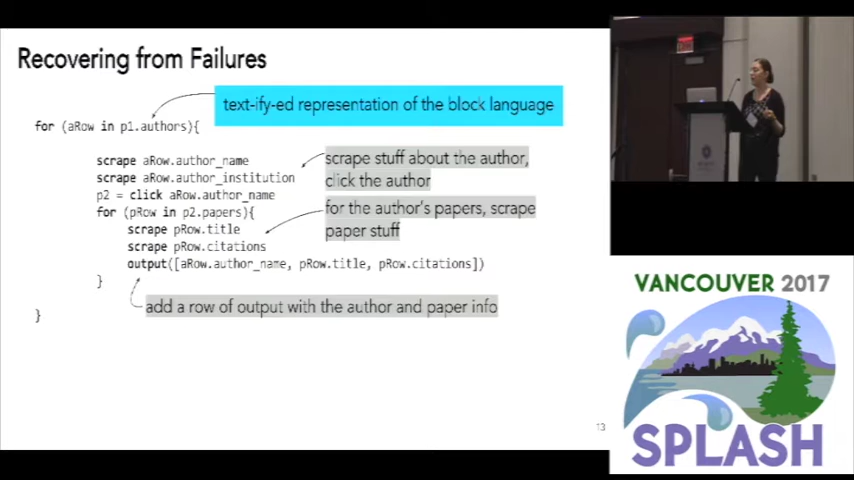 Recovering from Failures
text-ify-ed representation of the block language
for (aRow in p1.authors){
scrape aRow.author_name
scrape aRow.author_institution
p2 = click aRow.author_name
for (pRow in p2.papers){
scrape pRow.title
scrape pRow.citations
output([aRow.author_name, pRow.title, pRow.citations])
}
}
scrape stuff about the author,
click the author
for the author's papers, scrape
paper stuff
add a row of output with the author and paper info
13
VANCOUVER 2017
SPLASH